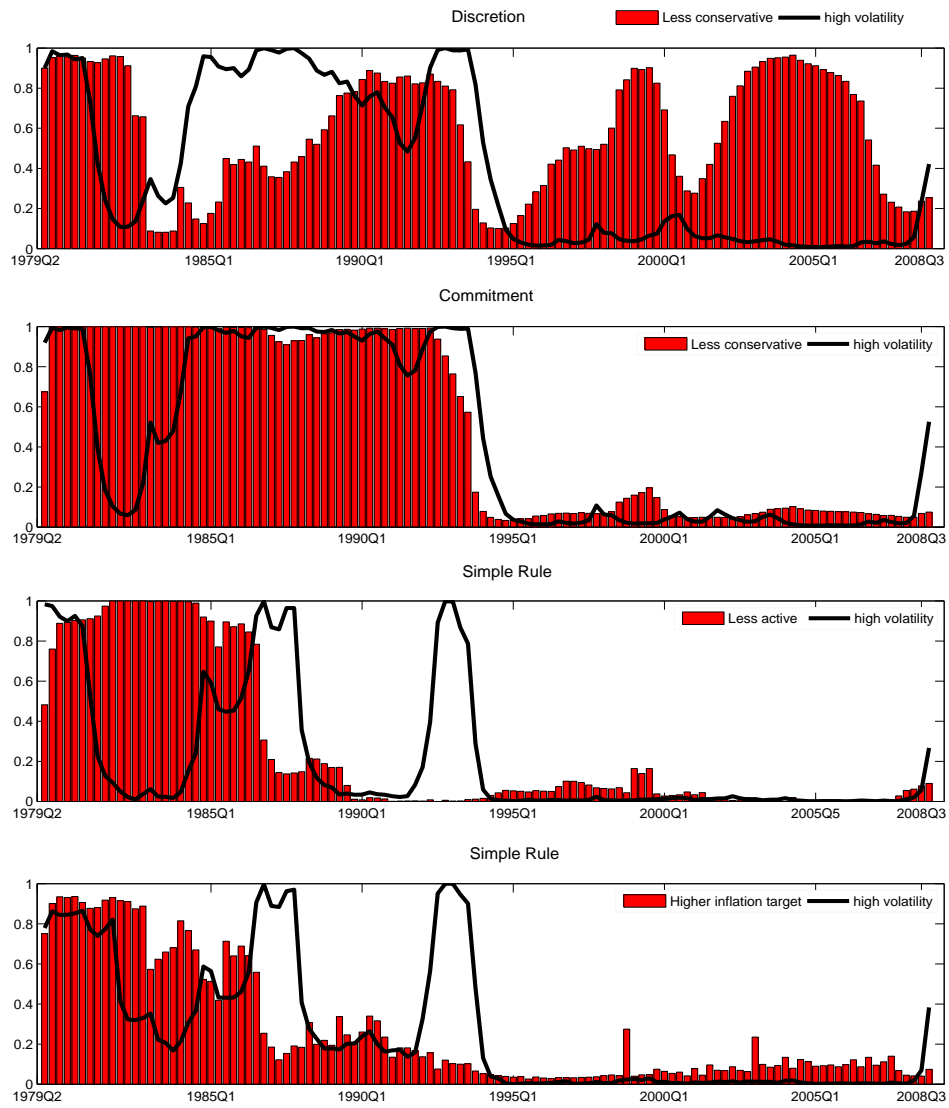 Discretion
Less conservative high volatility
1
0.8
0.6
0.4
0.2
0
1979Q2 1985Q1 1990Q1 1995Q1 2000Q1 2005Q1 2008Q3
Commitment
1
Less conservative high volatility
0.8
0.6
0.4
0.2
0
1979Q2 1985Q1 1990Q1 1995Q1 2000Q1 2005Q1 2008Q3
Simple Rule
1
Less active high volatility
0.8
0.6
0.4
0.2
0
1979Q2 1985Q1 1990Q1 1995Q1 2000Q1 2005Q5 2008Q3
Simple Rule
1
Higher inflation target high volatility
0.8
0.6
0.4
0.2
0
1979Q2 1985Q1 1990Q1 1995Q1 2000Q1 2005Q1 2008Q3